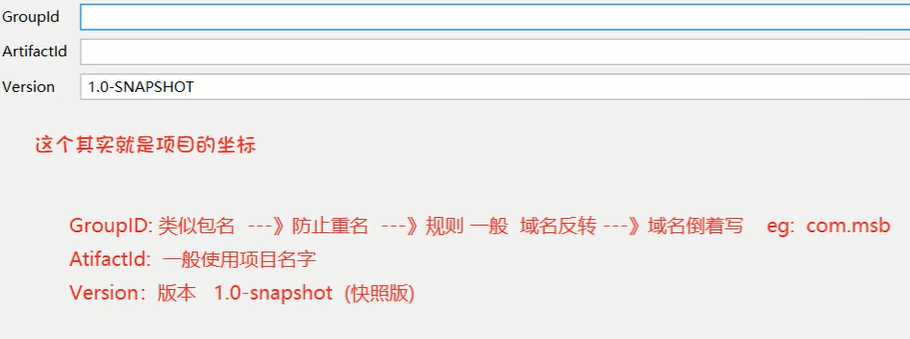 GroupId
ArtifactId
Version 1.0-SNAPSHOT
这个其实就是项目的坐标
GroupID: 类似包名 ---》防止重名 ---》规则 一般 域名反转 ---》域名倒着写 eg: com.msb
AtifactId: 一般使用项目名字
Version：版本 1.0-snapshot (快照版)